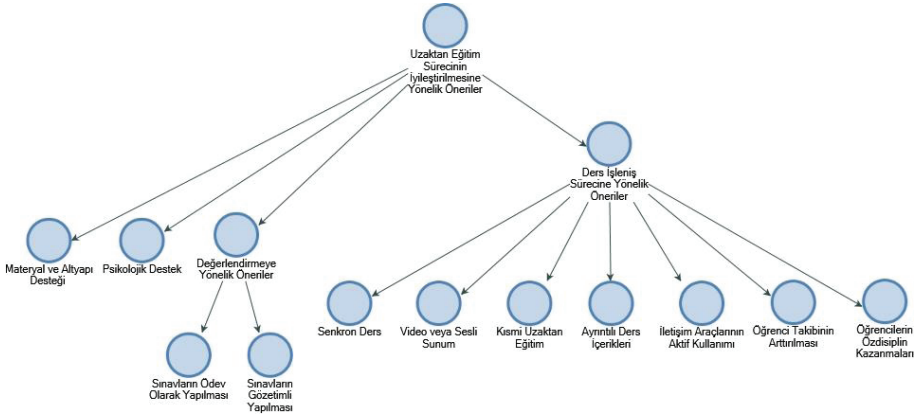 Uzaktan Eğitim
Sürecinin
İyileştirilmesine
Yönelik Öneriler
Ders İşleniş
Sürecine Yönelik
Öneriler
Materyal ve Altyapı
Desteği
Psikolojik Destek
Değerlendirmeye
Yönelik Öneriler
Senkron Ders
Video veya Sesli
Sunum
Kısmi Uzaktan
Eğitim
Ayrıntılı Ders
İçerikleri
İletişim Araçlarının
Aktif Kullanımı
Öğrenci Takibinin
Arttırılması
Öğrencilerin
Özdisiplin
Kazanmaları
Sınavların Ödev
Olarak Yapılması
Sınavların
Gözetimli
Yapılması